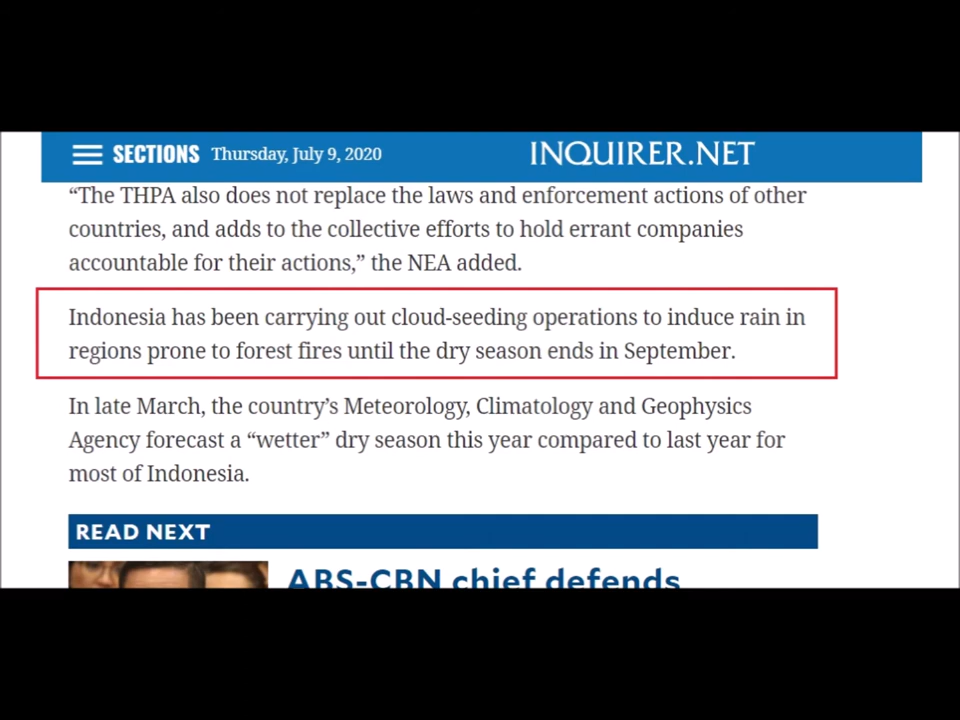 SECTIONS Thursday, July 9, 2020 INQUIRER.NET
“The THPA also does not replace the laws and enforcement actions of other
countries, and adds to the collective efforts to hold errant companies
accountable for their actions,” the NEA added.
Indonesia has been carrying out cloud-seeding operations to induce rain in
regions prone to forest fires until the dry season ends in September.
In late March, the country’s Meteorology, Climatology and Geophysics
Agency forecast a “wetter” dry season this year compared to last year for
most of Indonesia.
READ NEXT
ABS-CBN chief defends